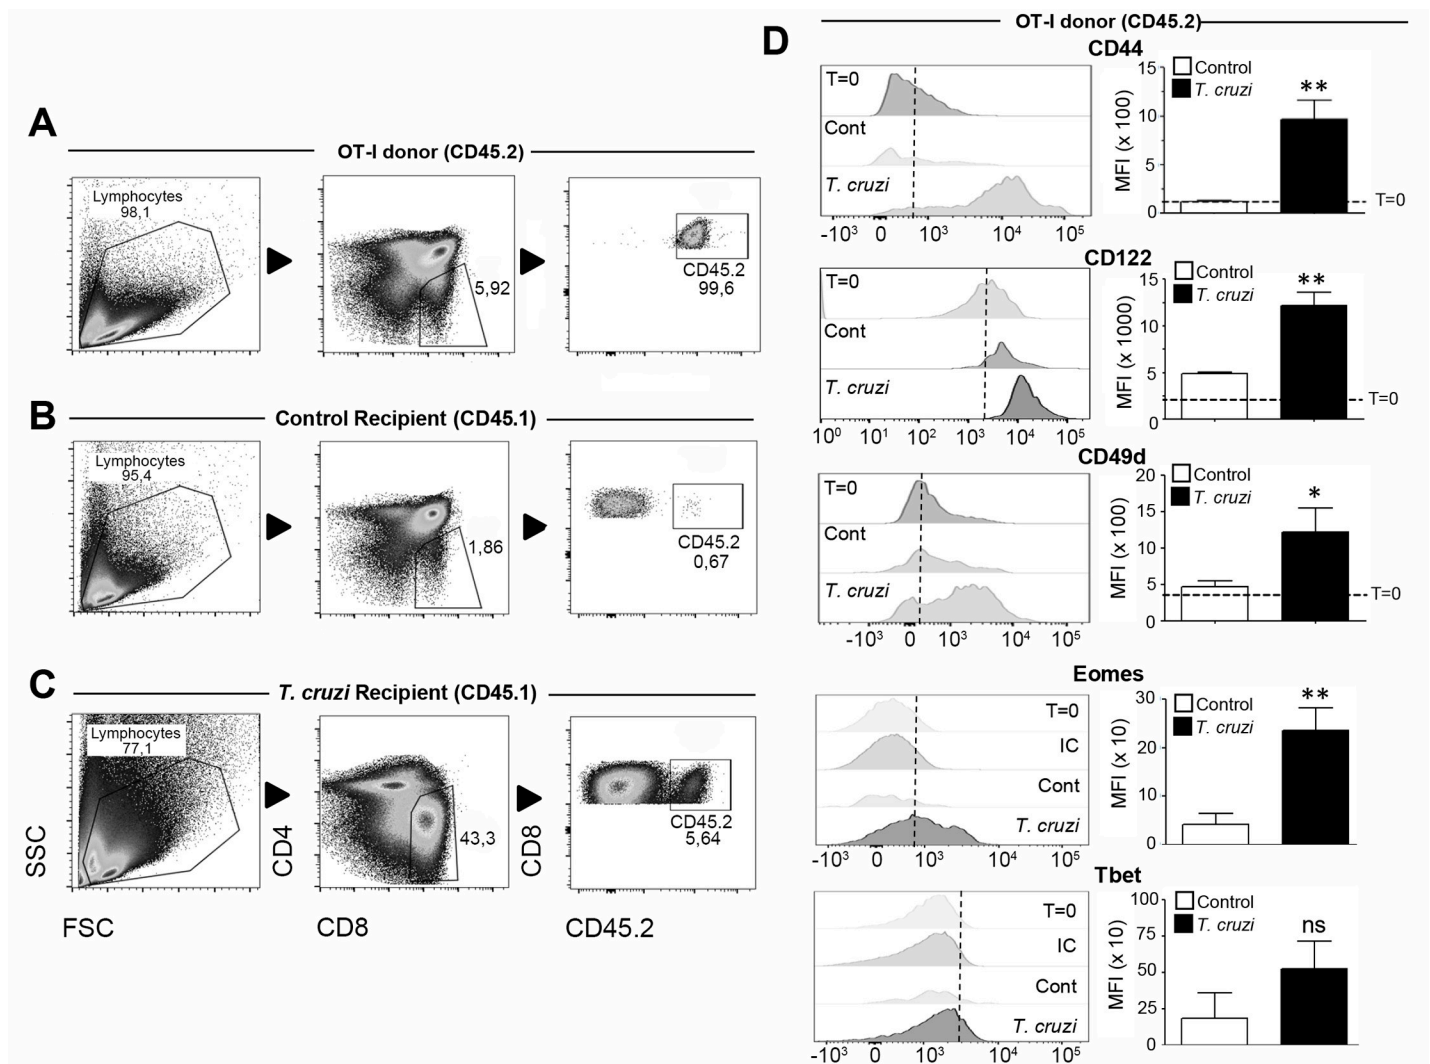 A
OT-I donor (CD45.2)
Lymphocytes
98,1
5,92
CD45.2
99,6
B
Control Recipient (CD45.1)
Lymphocytes
95,4
1,86
CD45.2
0,67
C
T. cruzi Recipient (CD45.1)
Lymphocytes
77,1
43,3
CD45.2
5,64
SSC
CD4
CD8
FSC
CD8
CD45.2
D
OT-I donor (CD45.2)
CD44
T=0
Cont
T. cruzi
-10³ 0 10³ 10⁴ 10⁵
MFI (x 100)
15
10
5
0
Control
T. cruzi
**
T=0
CD122
T=0
Cont
T. cruzi
10⁰ 10¹ 10² 10³ 10⁴ 10⁵
MFI (x 1000)
15
10
5
0
Control
T. cruzi
**
T=0
CD49d
T=0
Cont
T. cruzi
-10³ 0 10³ 10⁴ 10⁵
MFI (x 100)
20
15
10
5
0
Control
T. cruzi
*
T=0
Eomes
T=0
IC
Cont
T. cruzi
-10³ 0 10³ 10⁴ 10⁵
MFI (x 10)
30
20
10
0
Control
T. cruzi
**
Tbet
T=0
IC
Cont
T. cruzi
-10³ 0 10³ 10⁴ 10⁵
MFI (x 10)
100
75
50
25
0
Control
T. cruzi
ns